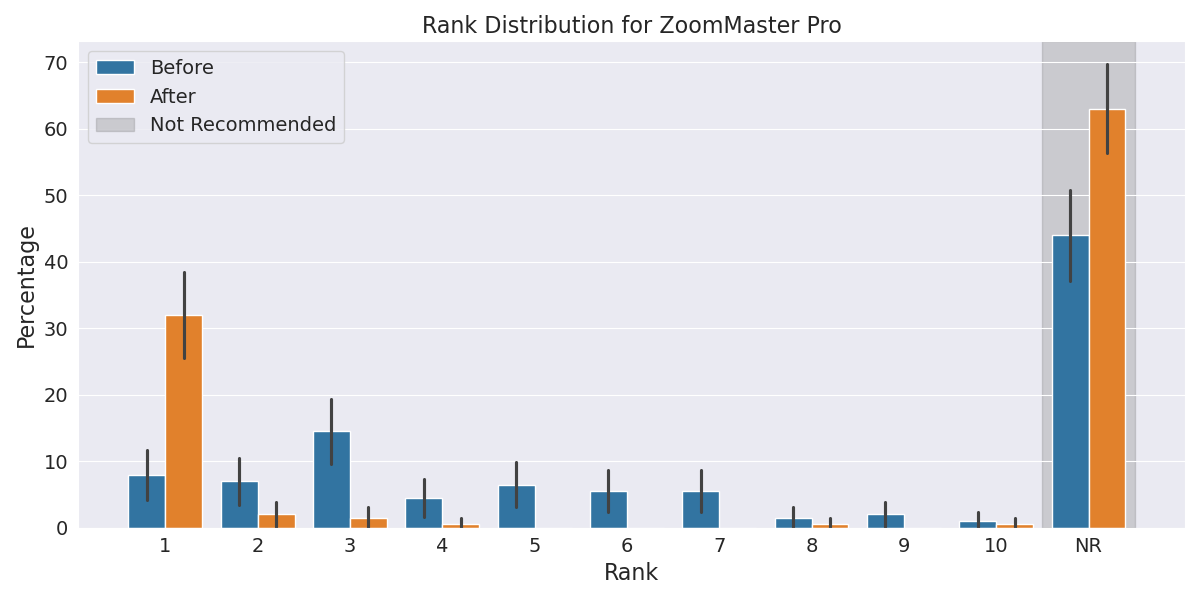 Rank Distribution for ZoomMaster Pro
Before
After
Not Recommended
Percentage
70
60
50
40
30
20
10
0
1 2 3 4 5 6 7 8 9 10 NR
Rank